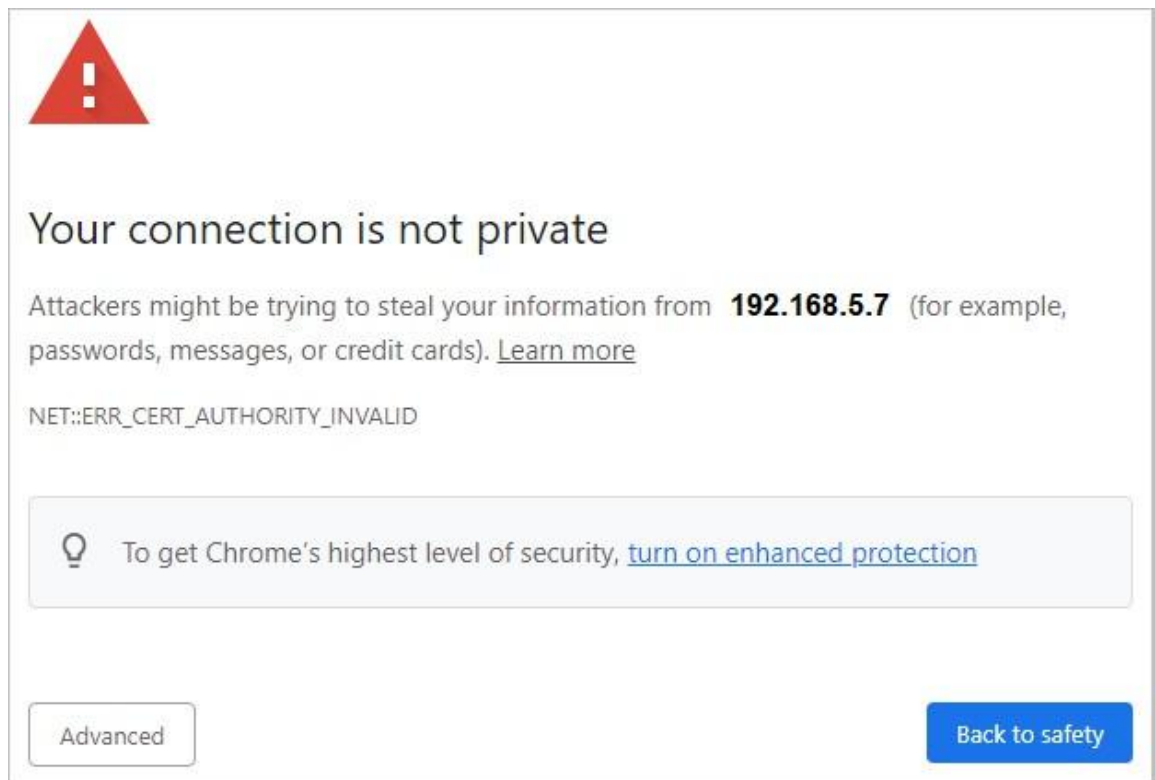 Your connection is not private
Attackers might be trying to steal your information from 192.168.5.7 (for example,
passwords, messages, or credit cards). Learn more
NET::ERR_CERT_AUTHORITY_INVALID
To get Chrome's highest level of security, turn on enhanced protection
Advanced
Back to safety